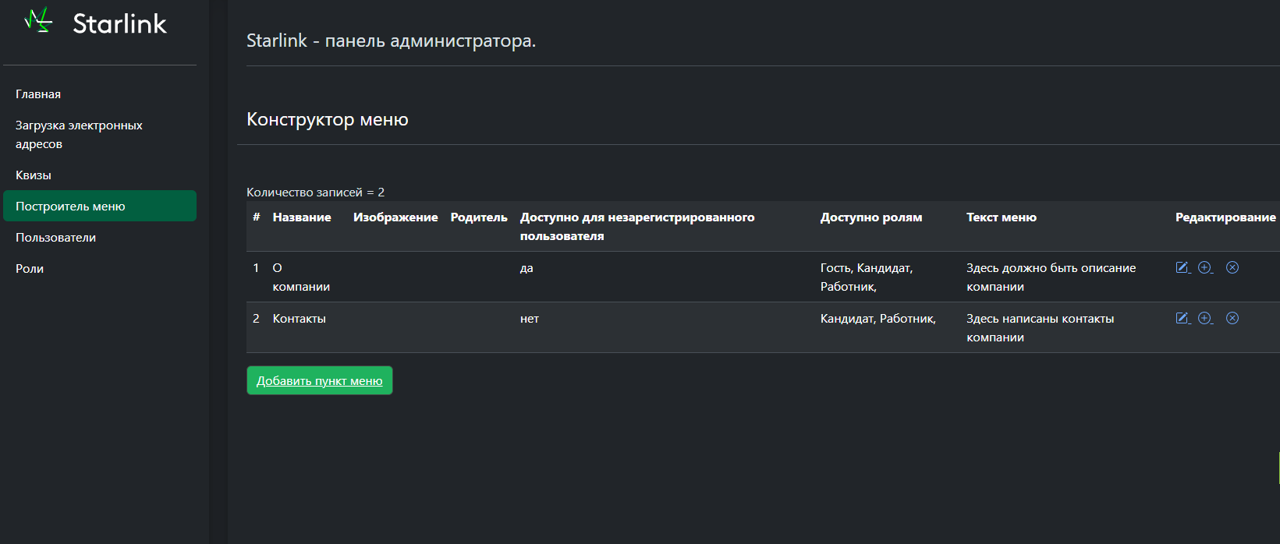 Starlink
Главная
Загрузка электронных
адресов
Квизы
Построитель меню
Пользователи
Роли
Starlink - панель администратора.
Конструктор меню
Количество записей = 2
# Название Изображение Родитель Доступно для незарегистрированного Доступно ролям Текст меню Редактирование
пользователя
1 О да Гость, Кандидат, Здесь должно быть описание
компании Работник, компании
2 Контакты нет Кандидат, Работник, Здесь написаны контакты
компании
Добавить пункт меню